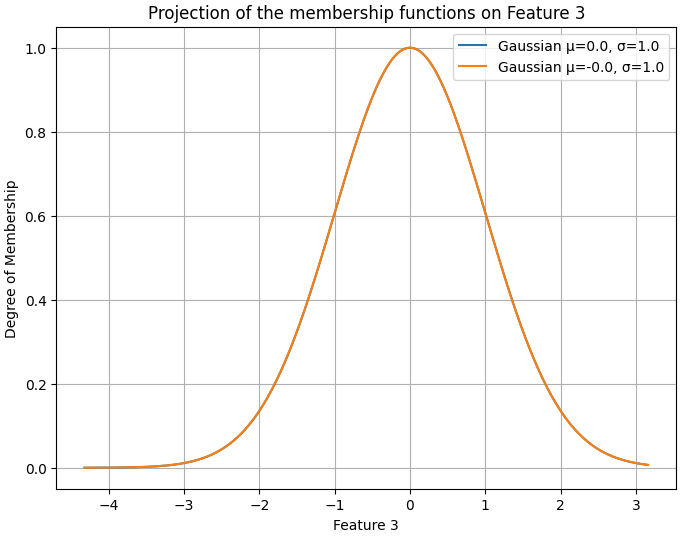 Projection of the membership functions on Feature 3
Gaussian μ=0.0, σ=1.0
Gaussian μ=-0.0, σ=1.0
Degree of Membership
1.0
0.8
0.6
0.4
0.2
0.0
−4 −3 −2 −1 0 1 2 3
Feature 3